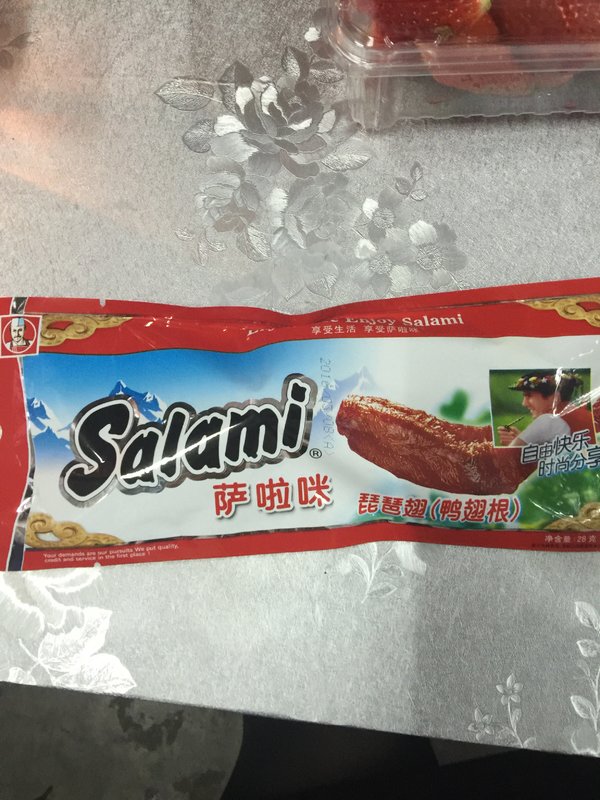 Enjoy Salami
享受生活 享受萨啦咪
Salami®
萨啦咪
琵琶翅(鸭翅根)
自由快乐
时尚分享
Your demands are our pursuits We put quality,
credit and service in the first place !
净含量:28克